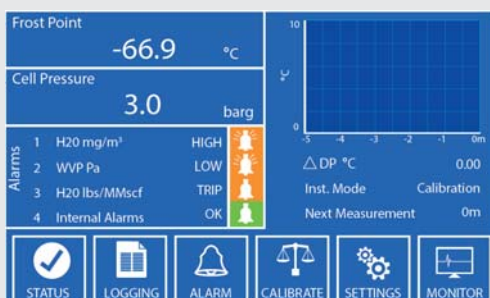 Frost Point
-66.9 °C
Cell Pressure
3.0 barg
Alarms
1 H20 mg/m³ HIGH
2 WVP Pa LOW
3 H20 lbs/MMscf TRIP
4 Internal Alarms OK
10
°C
0
-5 -4 -3 -2 -1 0m
△ DP °C 0.00
Inst. Mode Calibration
Next Measurement 0m
STATUS LOGGING ALARM CALIBRATE SETTINGS MONITOR